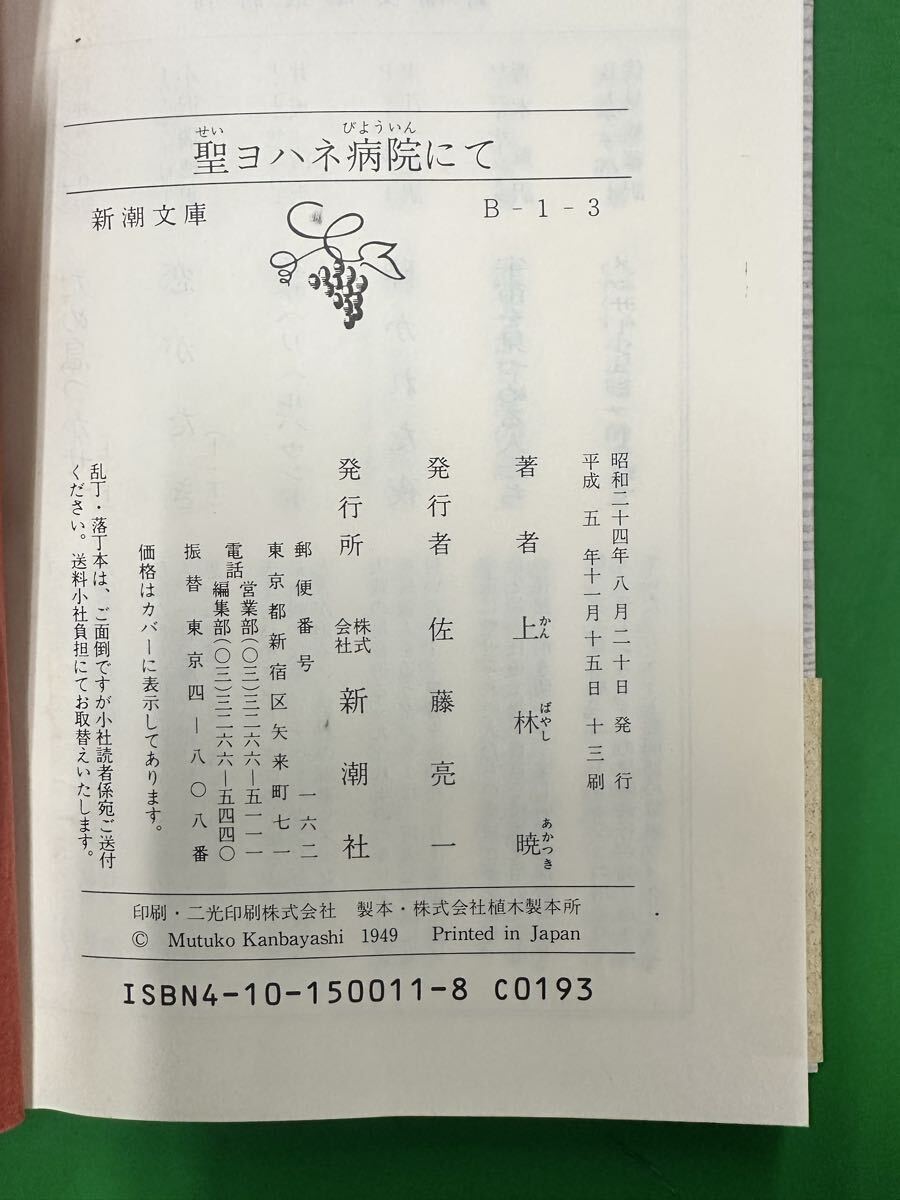 聖ヨハネ病院にて
せい
びよういん
新潮文庫
B-1-3
昭和二十四年 八月二十日 発行
平成 五 年十一月十五日 十三刷
著者 上林 暁
かん
ばやし
あかつき
発行者 佐藤亮一
発行所 株式会社 新潮社
郵便番号 一六二
東京都新宿区矢来町七一
電話 営業部(〇三)三二六六—五一一一
編集部(〇三)三二六六—五四四〇
振替 東京四—八〇八番
価格はカバーに表示してあります。
乱丁・落丁本は、ご面倒ですが小社読者係宛ご送付
ください。送料小社負担にてお取替えいたします。
印刷・二光印刷株式会社 製本・株式会社植木製本所
© Mutuko Kanbayashi 1949 Printed in Japan
ISBN4-10-150011-8 C0193